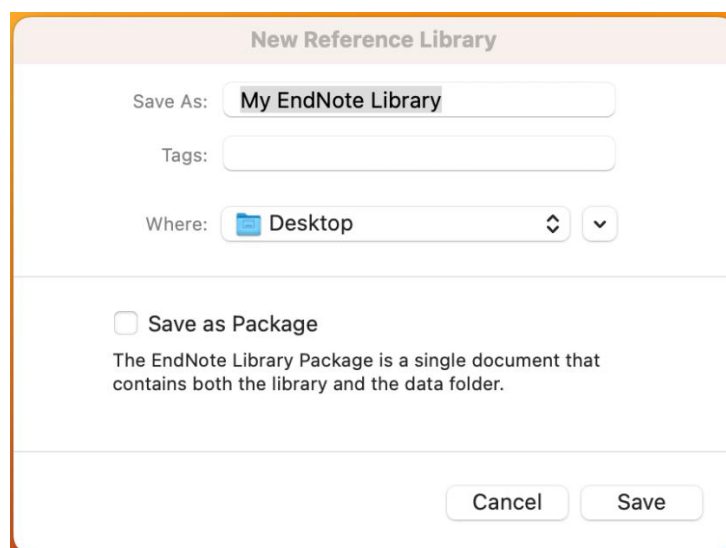 New Reference Library
Save As: My EndNote Library
Tags:
Where: Desktop
Save as Package
The EndNote Library Package is a single document that
contains both the library and the data folder.
Cancel Save